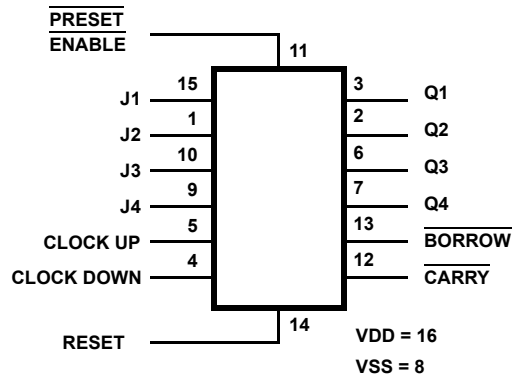 PRESET
ENABLE
11
15
3
J1
Q1
1
2
J2
Q2
10
6
J3
Q3
9
7
J4
Q4
5
13
CLOCK UP
BORROW
4
12
CLOCK DOWN
CARRY
14
RESET
VDD = 16
VSS = 8